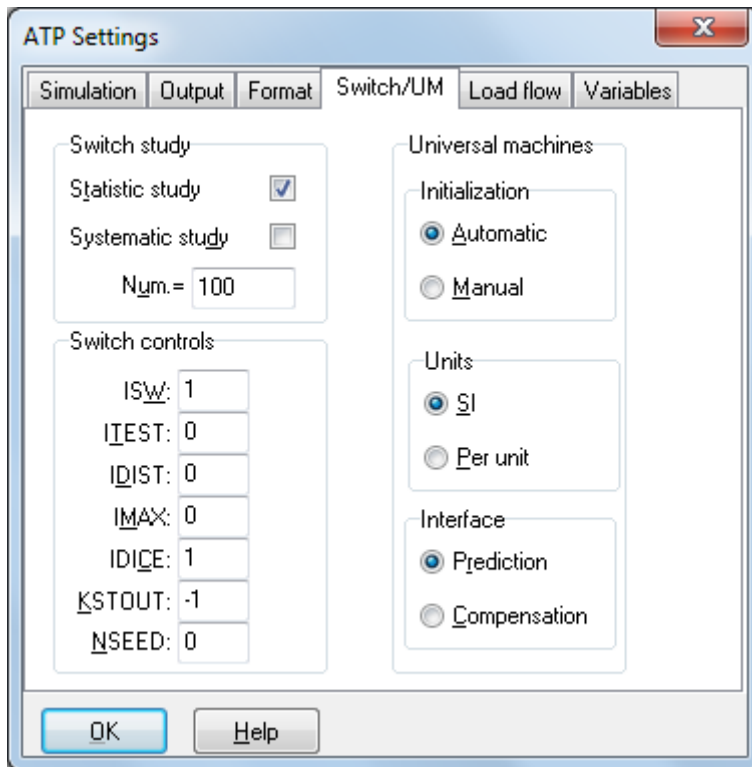 ATP Settings
Simulation Output Format Switch/UM Load flow Variables
Switch study
Statistic study
Systematic study
Num.= 100
Switch controls
ISW: 1
ITEST: 0
IDIST: 0
IMAX: 0
IDICE: 1
KSTOUT: -1
NSEED: 0
Universal machines
Initialization
Automatic
Manual
Units
SI
Per unit
Interface
Prediction
Compensation
OK Help